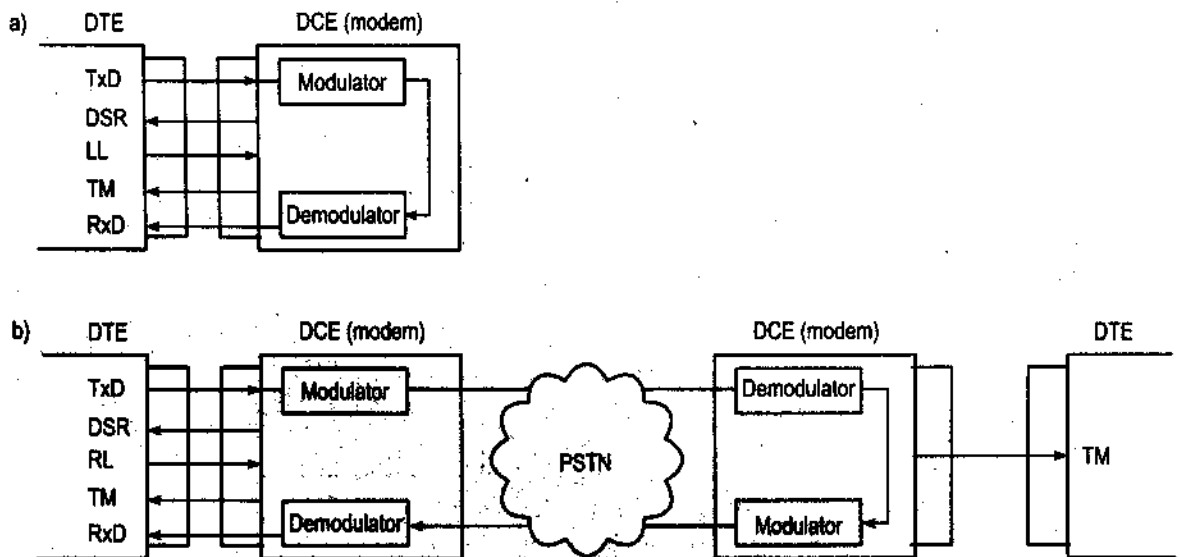 a) DTE DCE (modem)
TxD Modulator
DSR
LL
TM
RxD Demodulator
b) DTE DCE (modem) DCE (modem) DTE
TxD Modulator Demodulator
DSR
RL PSTN TM
TM
RxD Demodulator Modulator